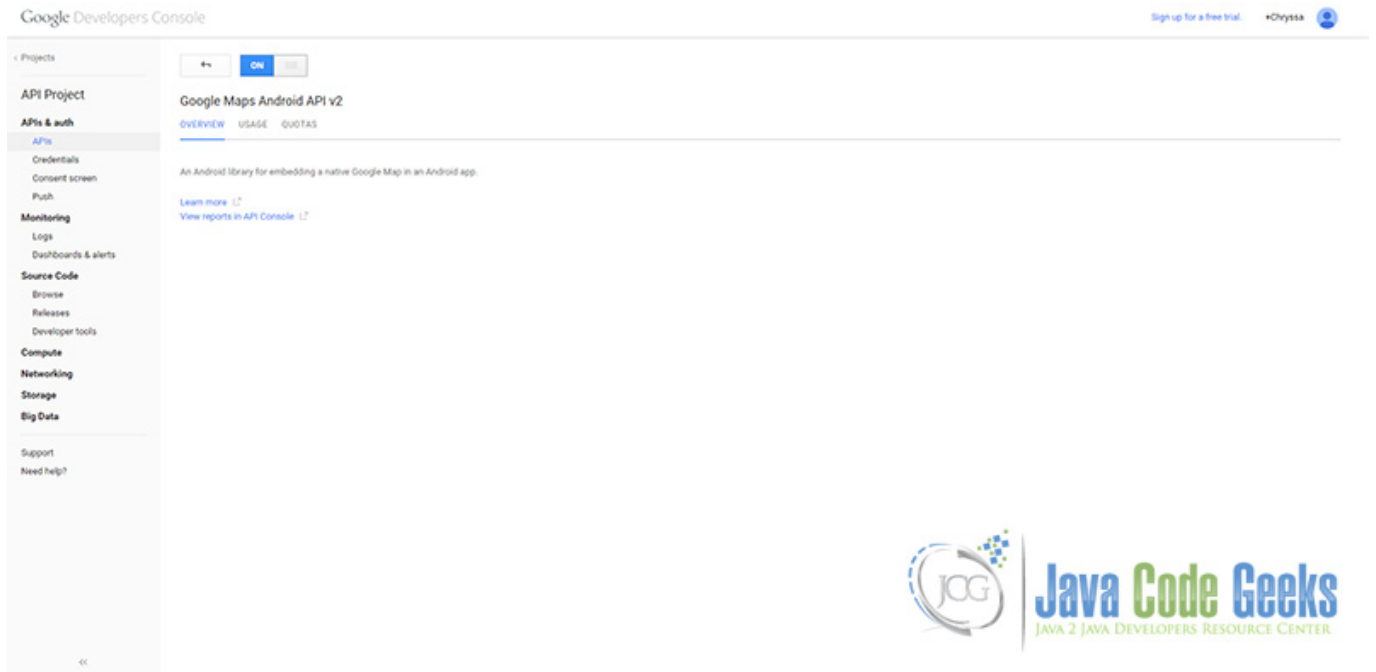 Google Developers Console
Sign up for a free trial.
+Chryssa
‹ Projects
API Project
APIs & auth
APIs
Credentials
Consent screen
Push
Monitoring
Logs
Dashboards & alerts
Source Code
Browse
Releases
Developer tools
Compute
Networking
Storage
Big Data
Support
Need help?
ON
Google Maps Android API v2
OVERVIEW USAGE QUOTAS
An Android library for embedding a native Google Map in an Android app.
Learn more
View reports in API Console
JCG
Java Code Geeks
JAVA 2 JAVA DEVELOPERS RESOURCE CENTER